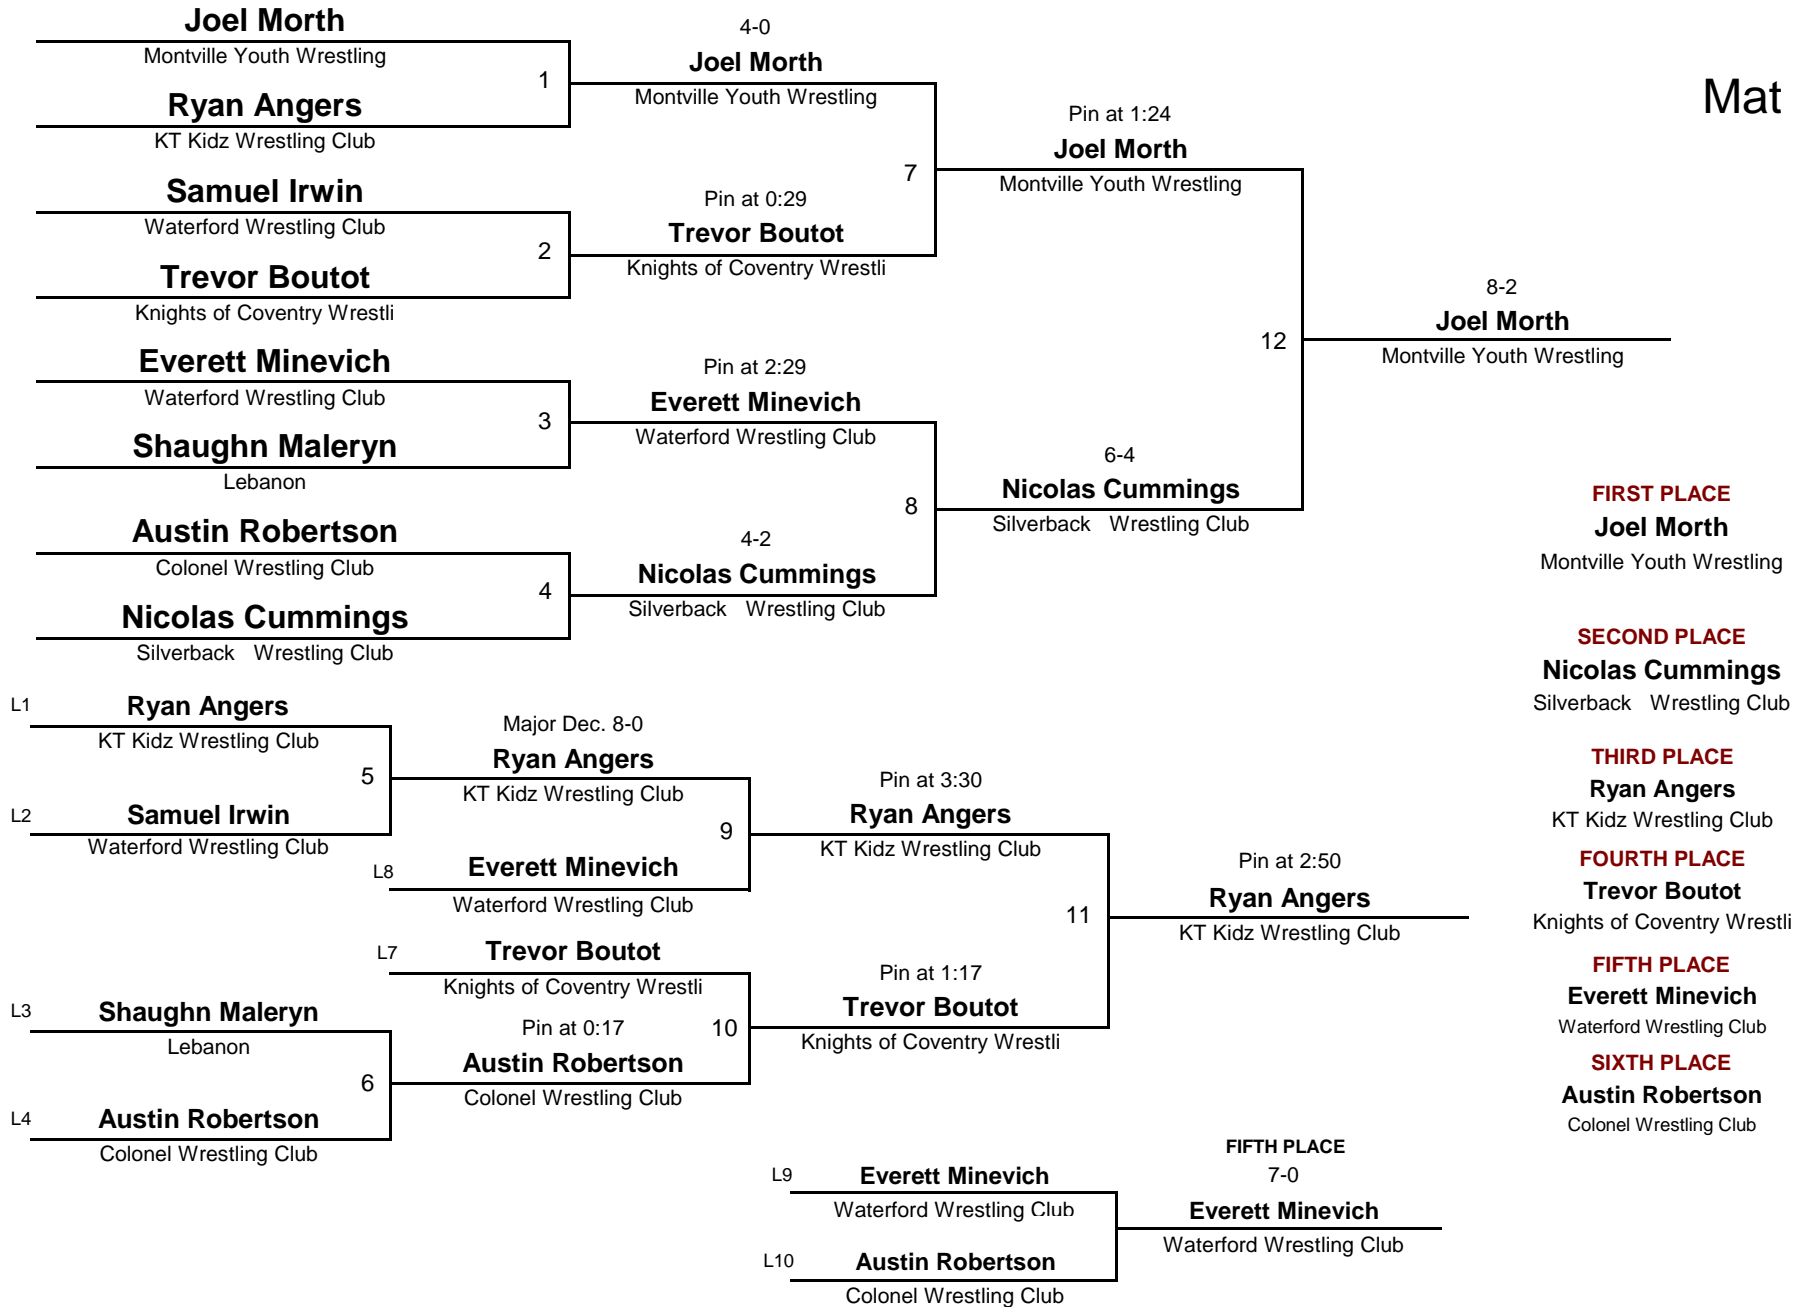 Joel Morth
Montville Youth Wrestling
1
Ryan Angers
KT Kidz Wrestling Club
Samuel Irwin
Waterford Wrestling Club
2
Trevor Boutot
Knights of Coventry Wrestli
Everett Minevich
Waterford Wrestling Club
3
Shaughn Maleryn
Lebanon
Austin Robertson
Colonel Wrestling Club
4
Nicolas Cummings
Silverback Wrestling Club
4-0
Joel Morth
Montville Youth Wrestling
7
Pin at 0:29
Trevor Boutot
Knights of Coventry Wrestli
Pin at 2:29
Everett Minevich
Waterford Wrestling Club
8
4-2
Nicolas Cummings
Silverback Wrestling Club
Pin at 1:24
Joel Morth
Montville Youth Wrestling
12
6-4
Nicolas Cummings
Silverback Wrestling Club
8-2
Joel Morth
Montville Youth Wrestling
Mat
FIRST PLACE
Joel Morth
Montville Youth Wrestling
SECOND PLACE
Nicolas Cummings
Silverback Wrestling Club
THIRD PLACE
Ryan Angers
KT Kidz Wrestling Club
FOURTH PLACE
Trevor Boutot
Knights of Coventry Wrestli
FIFTH PLACE
Everett Minevich
Waterford Wrestling Club
SIXTH PLACE
Austin Robertson
Colonel Wrestling Club
L1
Ryan Angers
KT Kidz Wrestling Club
5
L2
Samuel Irwin
Waterford Wrestling Club
L3
Shaughn Maleryn
Lebanon
6
L4
Austin Robertson
Colonel Wrestling Club
Major Dec. 8-0
Ryan Angers
KT Kidz Wrestling Club
9
L8
Everett Minevich
Waterford Wrestling Club
L7
Trevor Boutot
Knights of Coventry Wrestli
10
Pin at 0:17
Austin Robertson
Colonel Wrestling Club
Pin at 3:30
Ryan Angers
KT Kidz Wrestling Club
11
Pin at 1:17
Trevor Boutot
Knights of Coventry Wrestli
Pin at 2:50
Ryan Angers
KT Kidz Wrestling Club
L9
Everett Minevich
Waterford Wrestling Club
L10
Austin Robertson
Colonel Wrestling Club
FIFTH PLACE
7-0
Everett Minevich
Waterford Wrestling Club